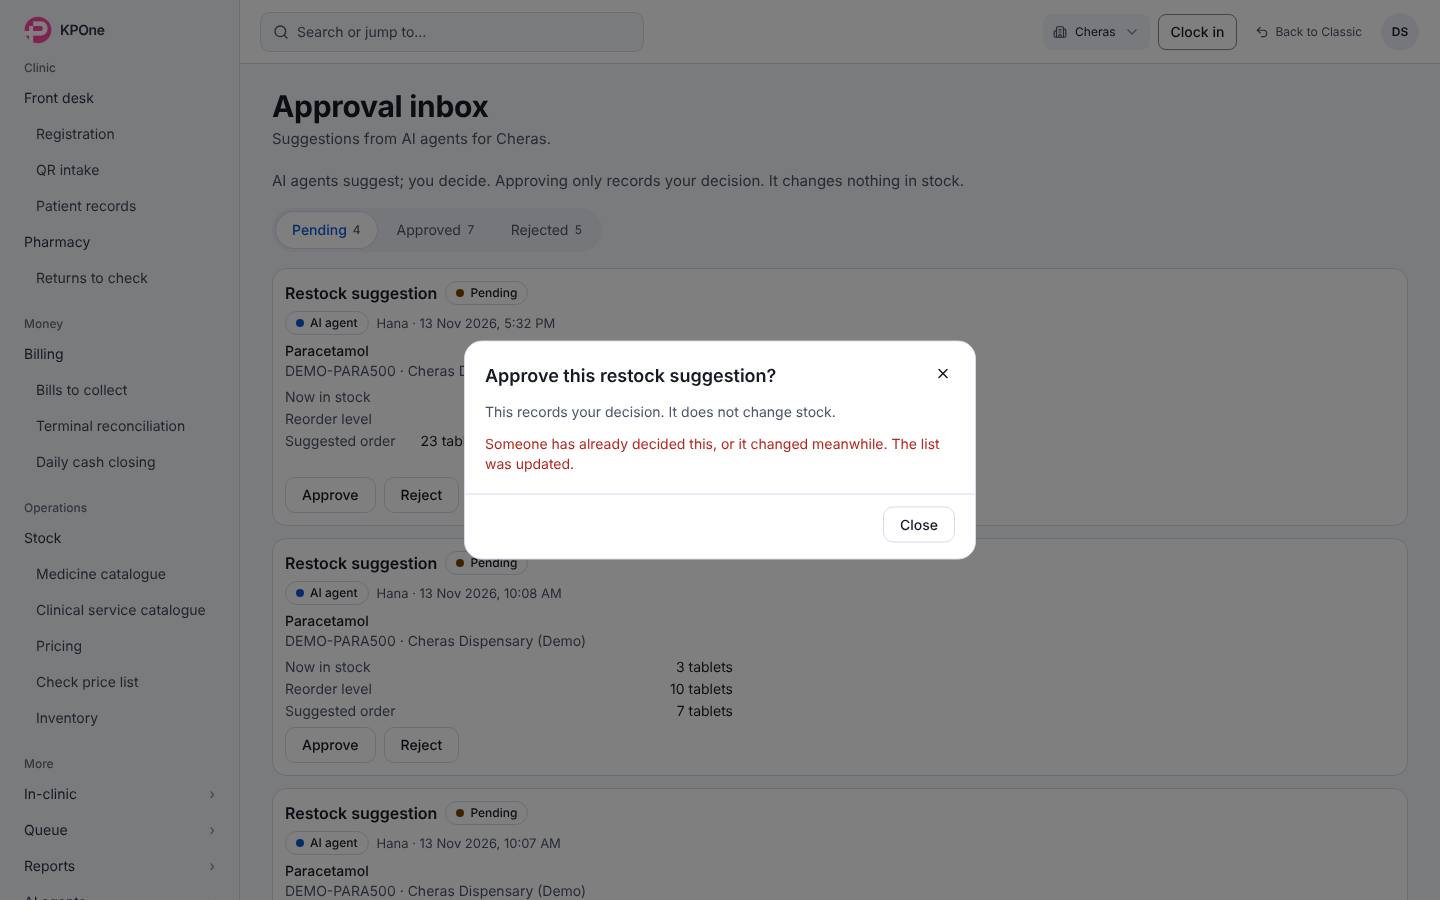 KPOne
Clinic
Front desk
Registration
QR intake
Patient records
Pharmacy
Returns to check
Money
Billing
Bills to collect
Terminal reconciliation
Daily cash closing
Operations
Stock
Medicine catalogue
Clinical service catalogue
Pricing
Check price list
Inventory
More
In-clinic
Queue
Reports
Search or jump to...
Cheras
Clock in
Back to Classic
DS
Approval inbox
Suggestions from AI agents for Cheras.
AI agents suggest; you decide. Approving only records your decision. It changes nothing in stock.
Pending 4
Approved 7
Rejected 5
Restock suggestion Pending
AI agent Hana · 13 Nov 2026, 5:32 PM
Paracetamol
DEMO-PARA500 · Cheras
Now in stock
Reorder level
Suggested order 23
Approve Reject
Approve this restock suggestion?
This records your decision. It does not change stock.
Someone has already decided this, or it changed meanwhile. The list
was updated.
Close
Restock suggestion Pending
AI agent Hana · 13 Nov 2026, 10:08 AM
Paracetamol
DEMO-PARA500 · Cheras Dispensary (Demo)
Now in stock 3 tablets
Reorder level 10 tablets
Suggested order 7 tablets
Approve Reject
Restock suggestion Pending
AI agent Hana · 13 Nov 2026, 10:07 AM
Paracetamol
DEMO-PARA500 · Cheras Dispensary (Demo)